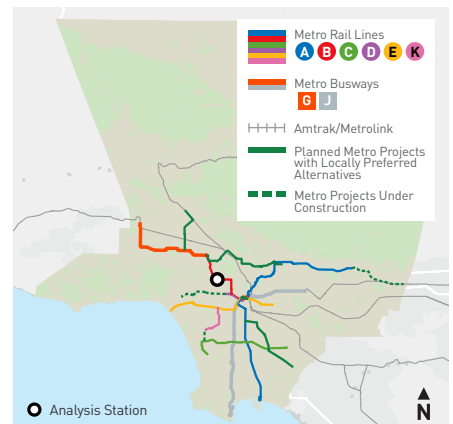 Metro Rail Lines
A B C D E K
Metro Busways
G J
Amtrak/Metrolink
Planned Metro Projects
with Locally Preferred
Alternatives
Metro Projects Under
Construction
Analysis Station
N